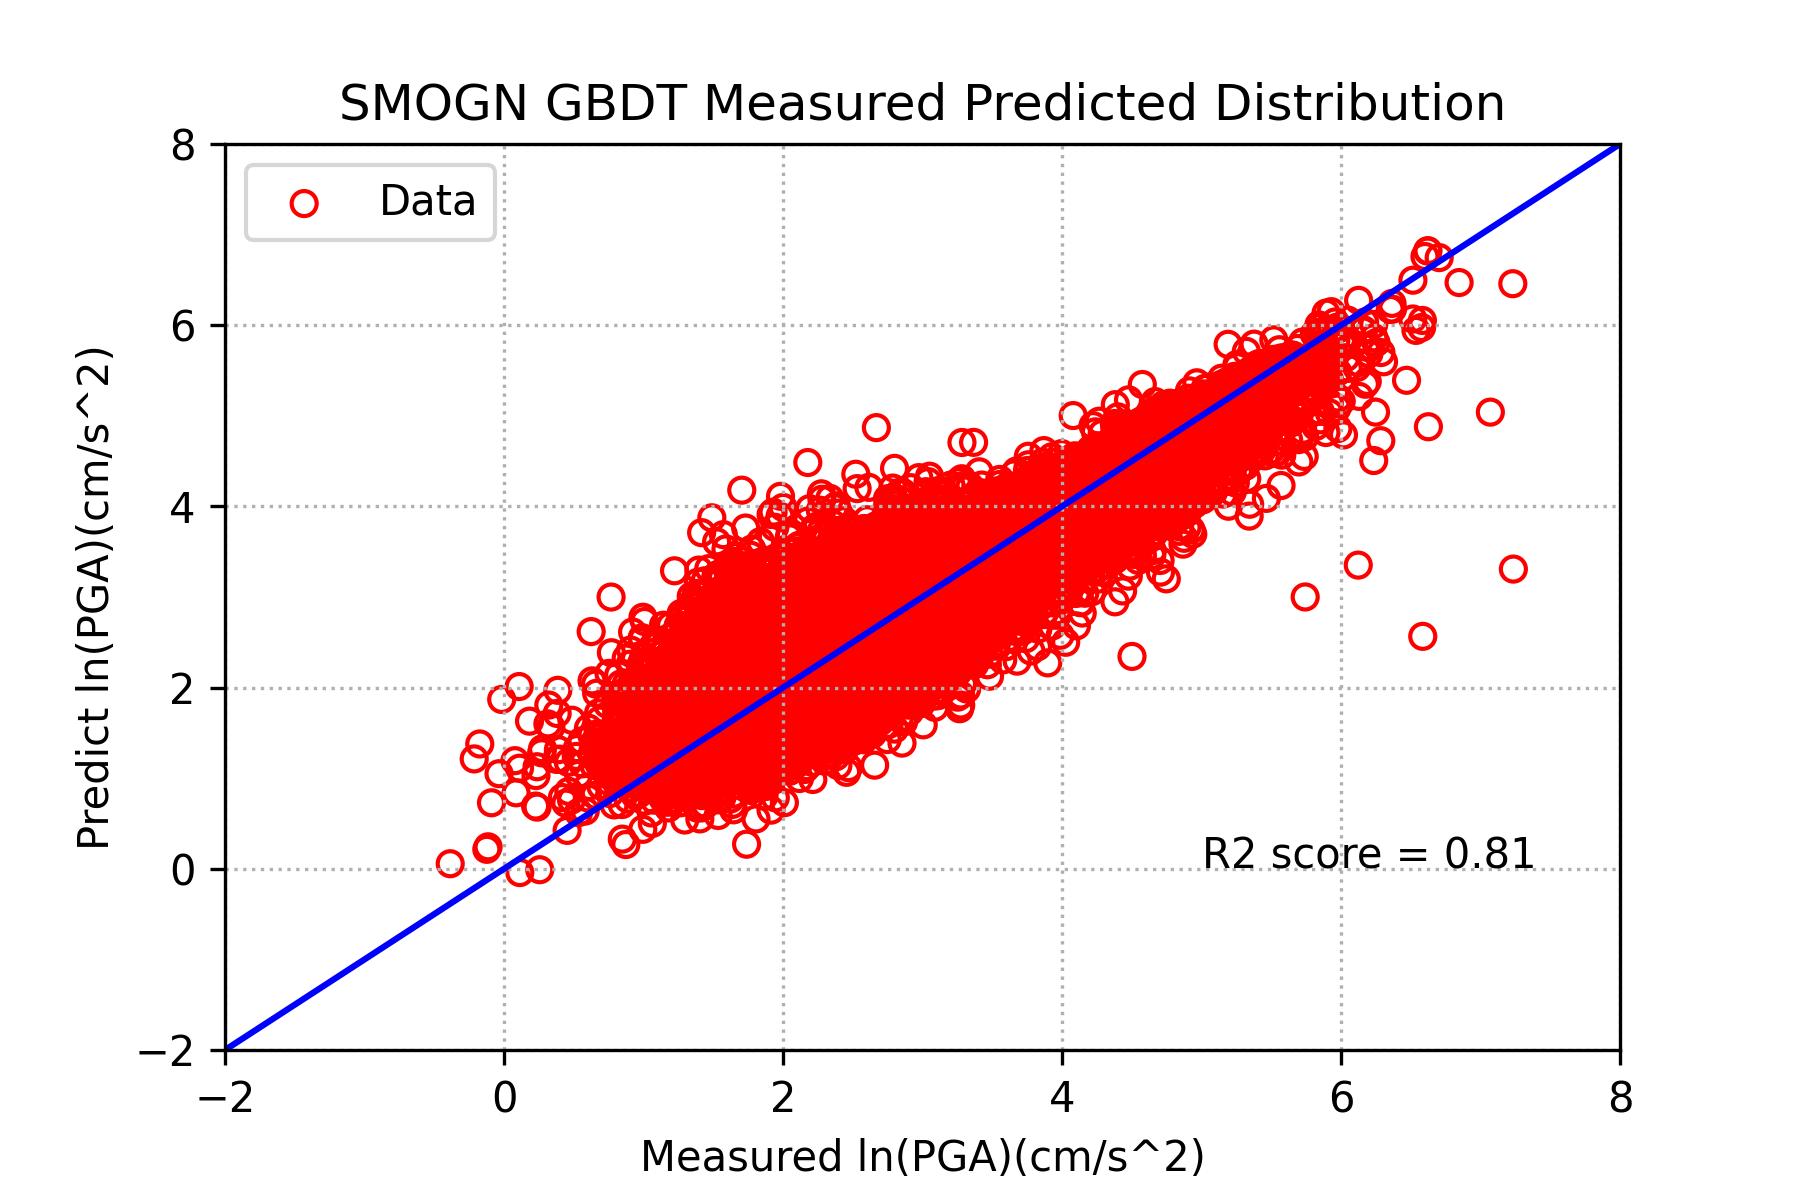 SMOGN GBDT Measured Predicted Distribution
8
Data
6
Predict ln(PGA)(cm/s^2)
4
2
R2 score = 0.81
0
−2
−2 0 2 4 6 8
Measured ln(PGA)(cm/s^2)